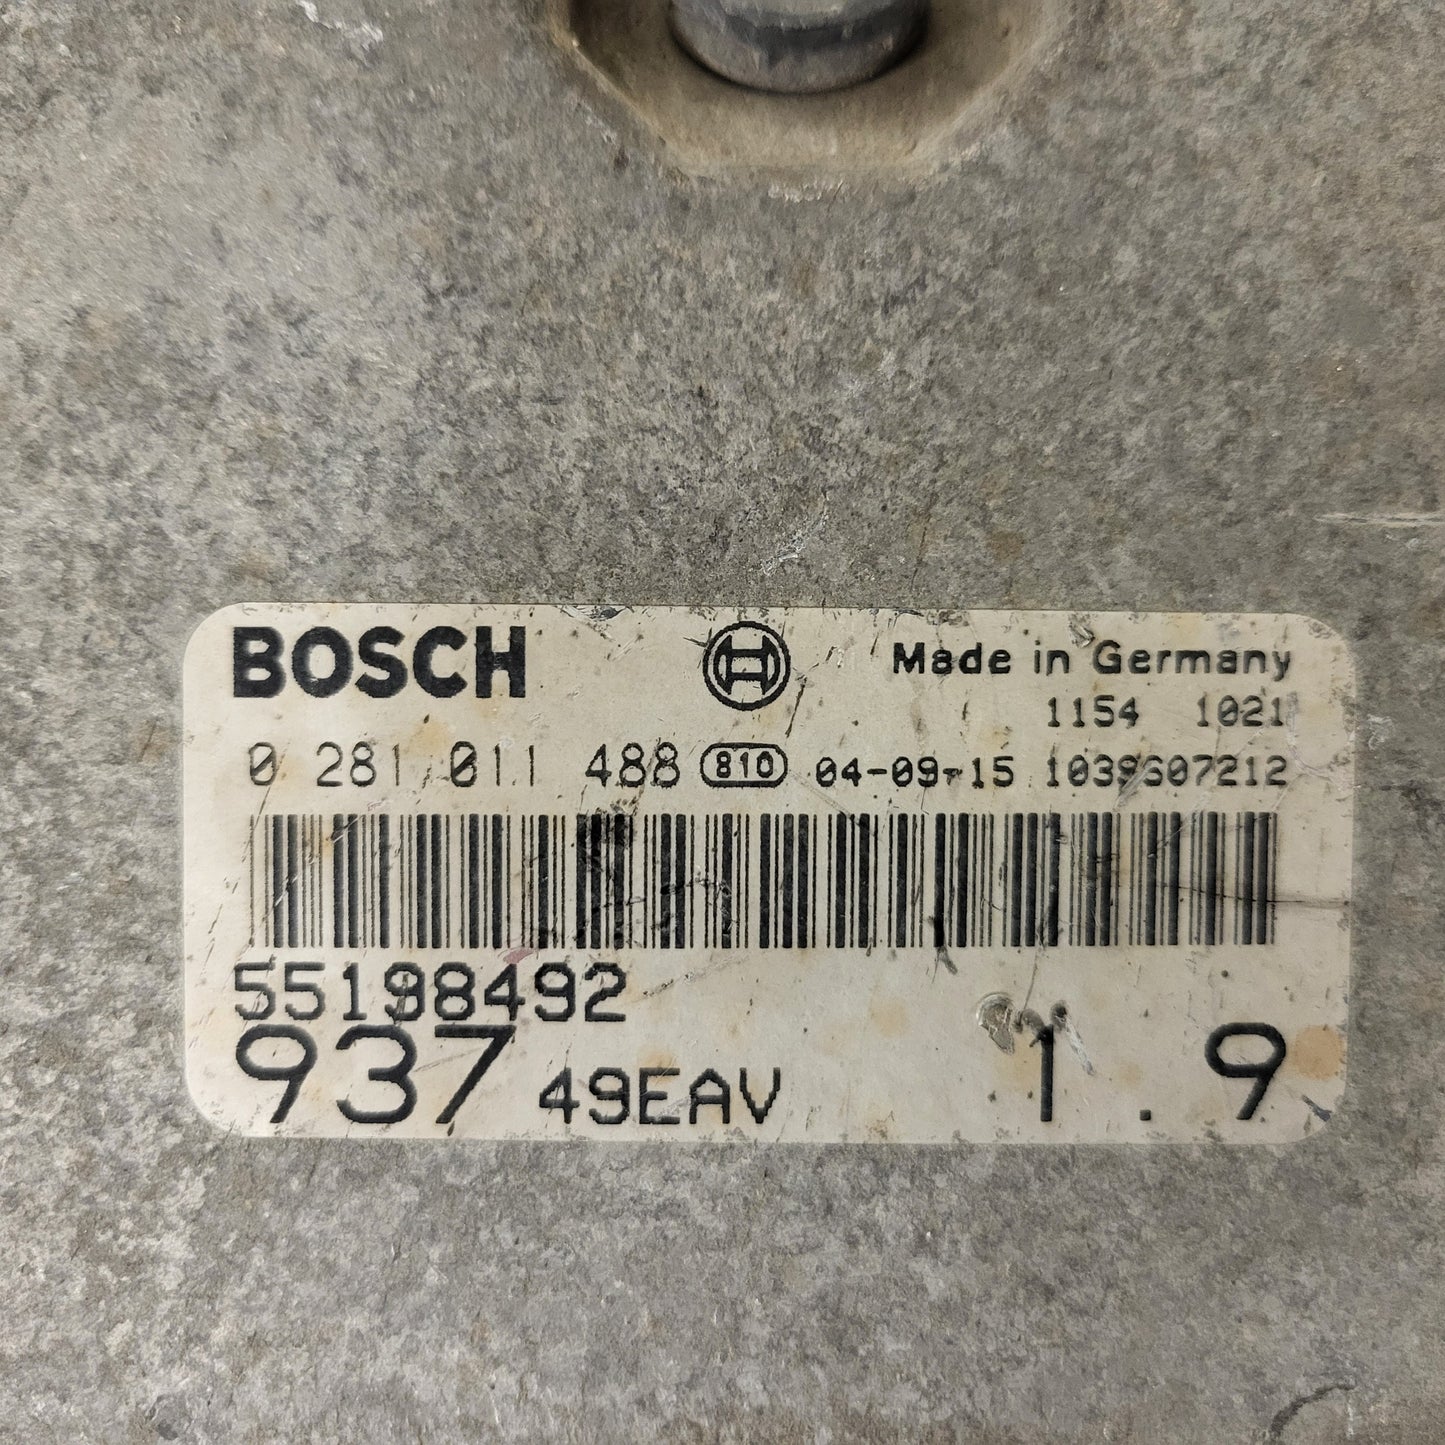 BOSCH Made in Germany
1154 1021
0 281 011 488 810 04-09-15 1039S07212
55198492
937 49EAV 1.9